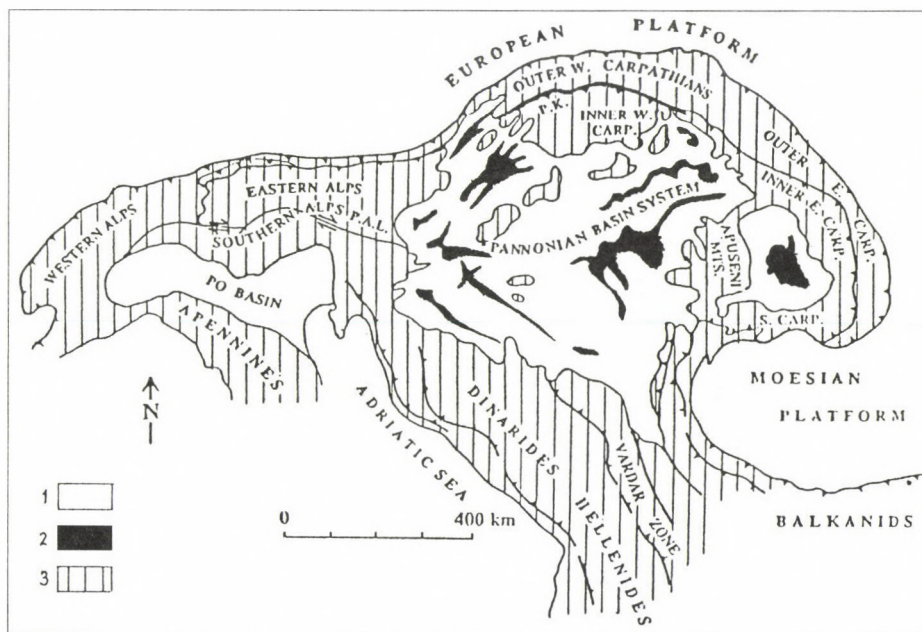 EUROPEAN PLATFORM
OUTER W. CARPATHIANS
P.K.
INNER W.
CARP.
OUTER E. CARP.
INNER E. CARP.
EASTERN ALPS
SOUTHERN ALPS P.A.L.
WESTERN ALPS
PANNONIAN BASIN SYSTEM
APUSENI
MTS.
PO BASIN
S. CARP.
APENNINES
MOESIAN
PLATFORM
N
ADRIATIC SEA
DINARIDES
VARDAR ZONE
HELLENIDES
BALKANIDS
1
2
3
0 400 km